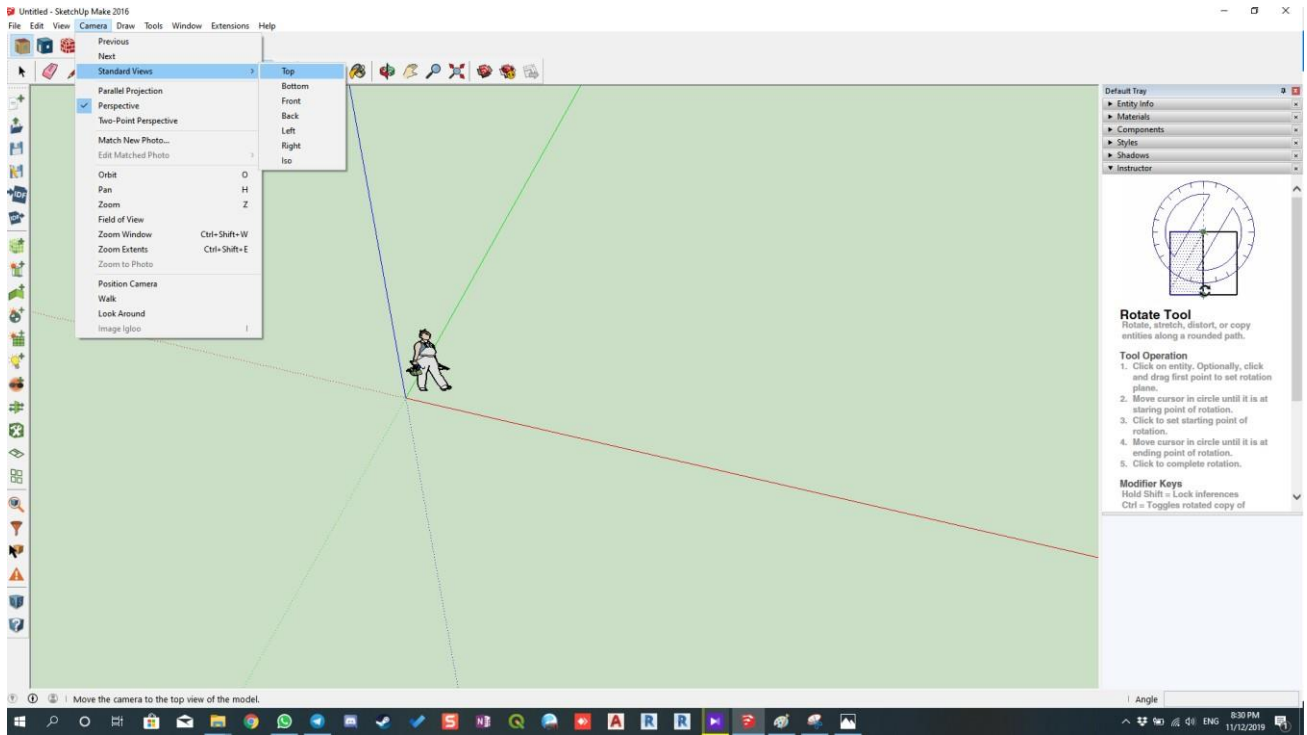 Untitled - SketchUp Make 2016
File Edit View Camera Draw Tools Window Extensions Help
Previous
Next
Standard Views
Top
Bottom
Front
Back
Left
Right
Iso
Parallel Projection
Perspective
Two-Point Perspective
Match New Photo...
Edit Matched Photo
Orbit O
Pan H
Zoom Z
Field of View
Zoom Window Ctrl+Shift+W
Zoom Extents Ctrl+Shift+E
Zoom to Photo
Position Camera
Walk
Look Around
Image Igloo I
Default Tray
Entity Info
Materials
Components
Styles
Shadows
Instructor
Rotate Tool
Rotate, stretch, distort, or copy
entities along a rounded path.
Tool Operation
1. Click on entity. Optionally, click
and drag first point to set rotation
plane.
2. Move cursor in circle until it is at
staring point of rotation.
3. Click to set starting point of
rotation.
4. Move cursor in circle until it is at
ending point of rotation.
5. Click to complete rotation.
Modifier Keys
Hold Shift = Lock inferences
Ctrl = Toggles rotated copy of
Move the camera to the top view of the model.
Angle
ENG
8:30 PM
11/12/2019